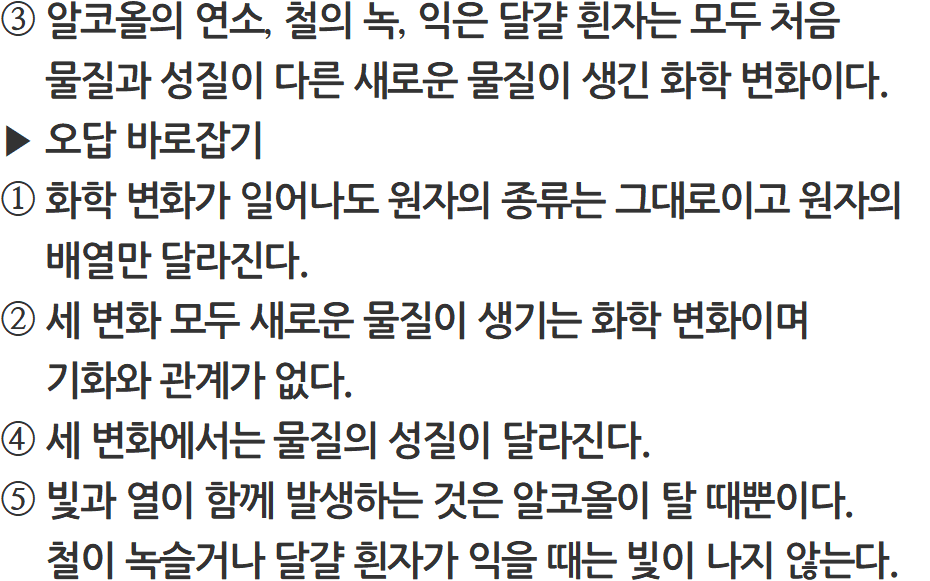 ③ 알코올의 연소, 철의 녹, 익은 달걀 흰자는 모두 처음
물질과 성질이 다른 새로운 물질이 생긴 화학 변화이다.
▶ 오답 바로잡기
① 화학 변화가 일어나도 원자의 종류는 그대로이고 원자의
배열만 달라진다.
② 세 변화 모두 새로운 물질이 생기는 화학 변화이며
기화와 관계가 없다.
④ 세 변화에서는 물질의 성질이 달라진다.
⑤ 빛과 열이 함께 발생하는 것은 알코올이 탈 때뿐이다.
철이 녹슬거나 달걀 흰자가 익을 때는 빛이 나지 않는다.